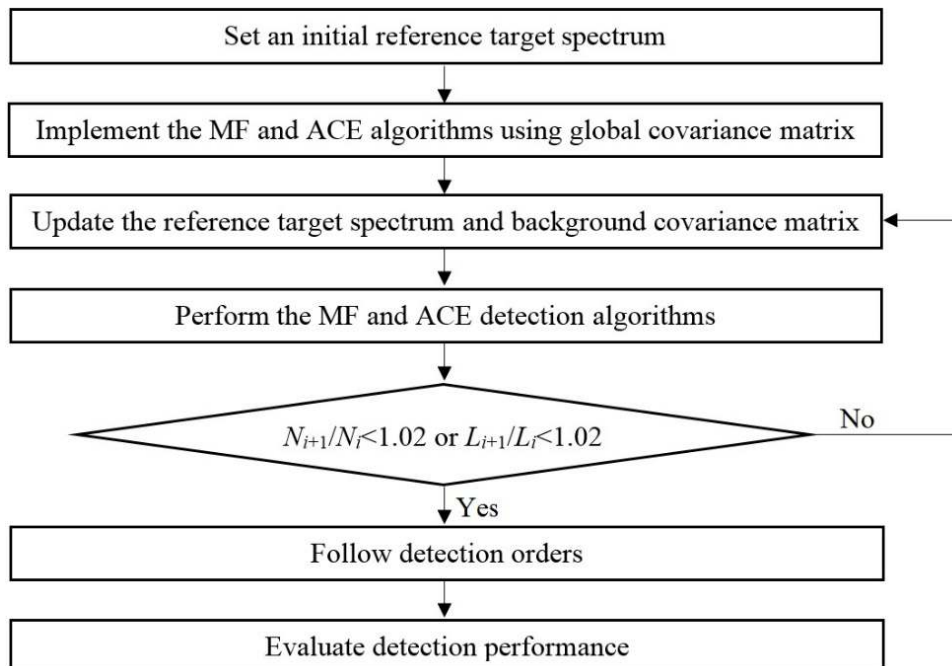 Set an initial reference target spectrum
Implement the MF and ACE algorithms using global covariance matrix
Update the reference target spectrum and background covariance matrix
Perform the MF and ACE detection algorithms
Nᵢ₊₁/Nᵢ<1.02 or Lᵢ₊₁/Lᵢ<1.02
No
Yes
Follow detection orders
Evaluate detection performance